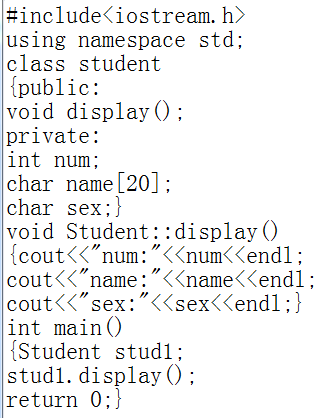 #include<iostream.h>
using namespace std;
class student
{public:
void display();
private:
int num;
char name[20];
char sex;}
void Student::display()
{cout<<"num:"<<num<<endl;
cout<<"name:"<<name<<endl;
cout<<"sex:"<<sex<<endl;}
int main()
{Student stud1;
stud1.display();
return 0;}